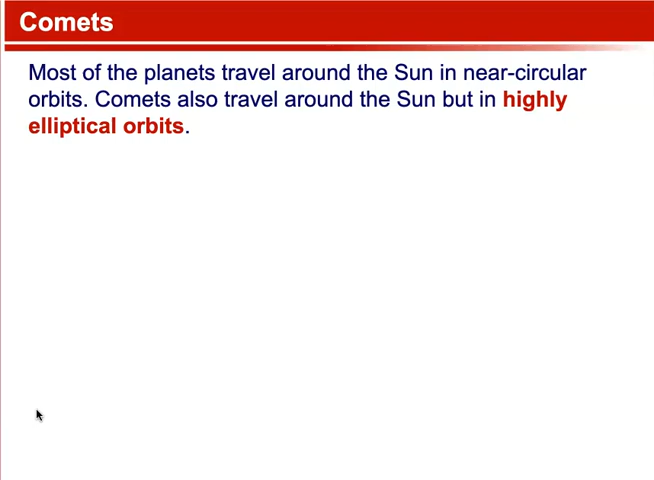 Comets
Most of the planets travel around the Sun in near-circular
orbits. Comets also travel around the Sun but in highly
elliptical orbits.